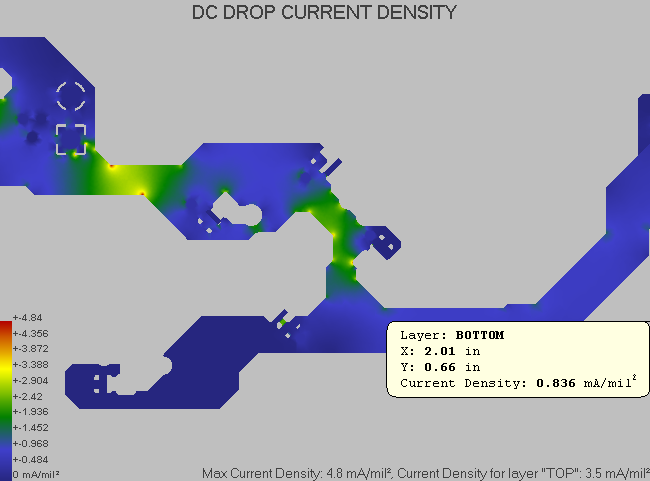 DC DROP CURRENT DENSITY
Layer: BOTTOM
X: 2.01 in
Y: 0.66 in
Current Density: 0.836 mA/mil²
+-4.84
+-4.356
+-3.872
+-3.388
+-2.904
+-2.42
+-1.936
+-1.452
+-0.968
+-0.484
0 mA/mil²
Max Current Density: 4.8 mA/mil², Current Density for layer "TOP": 3.5 mA/mil²